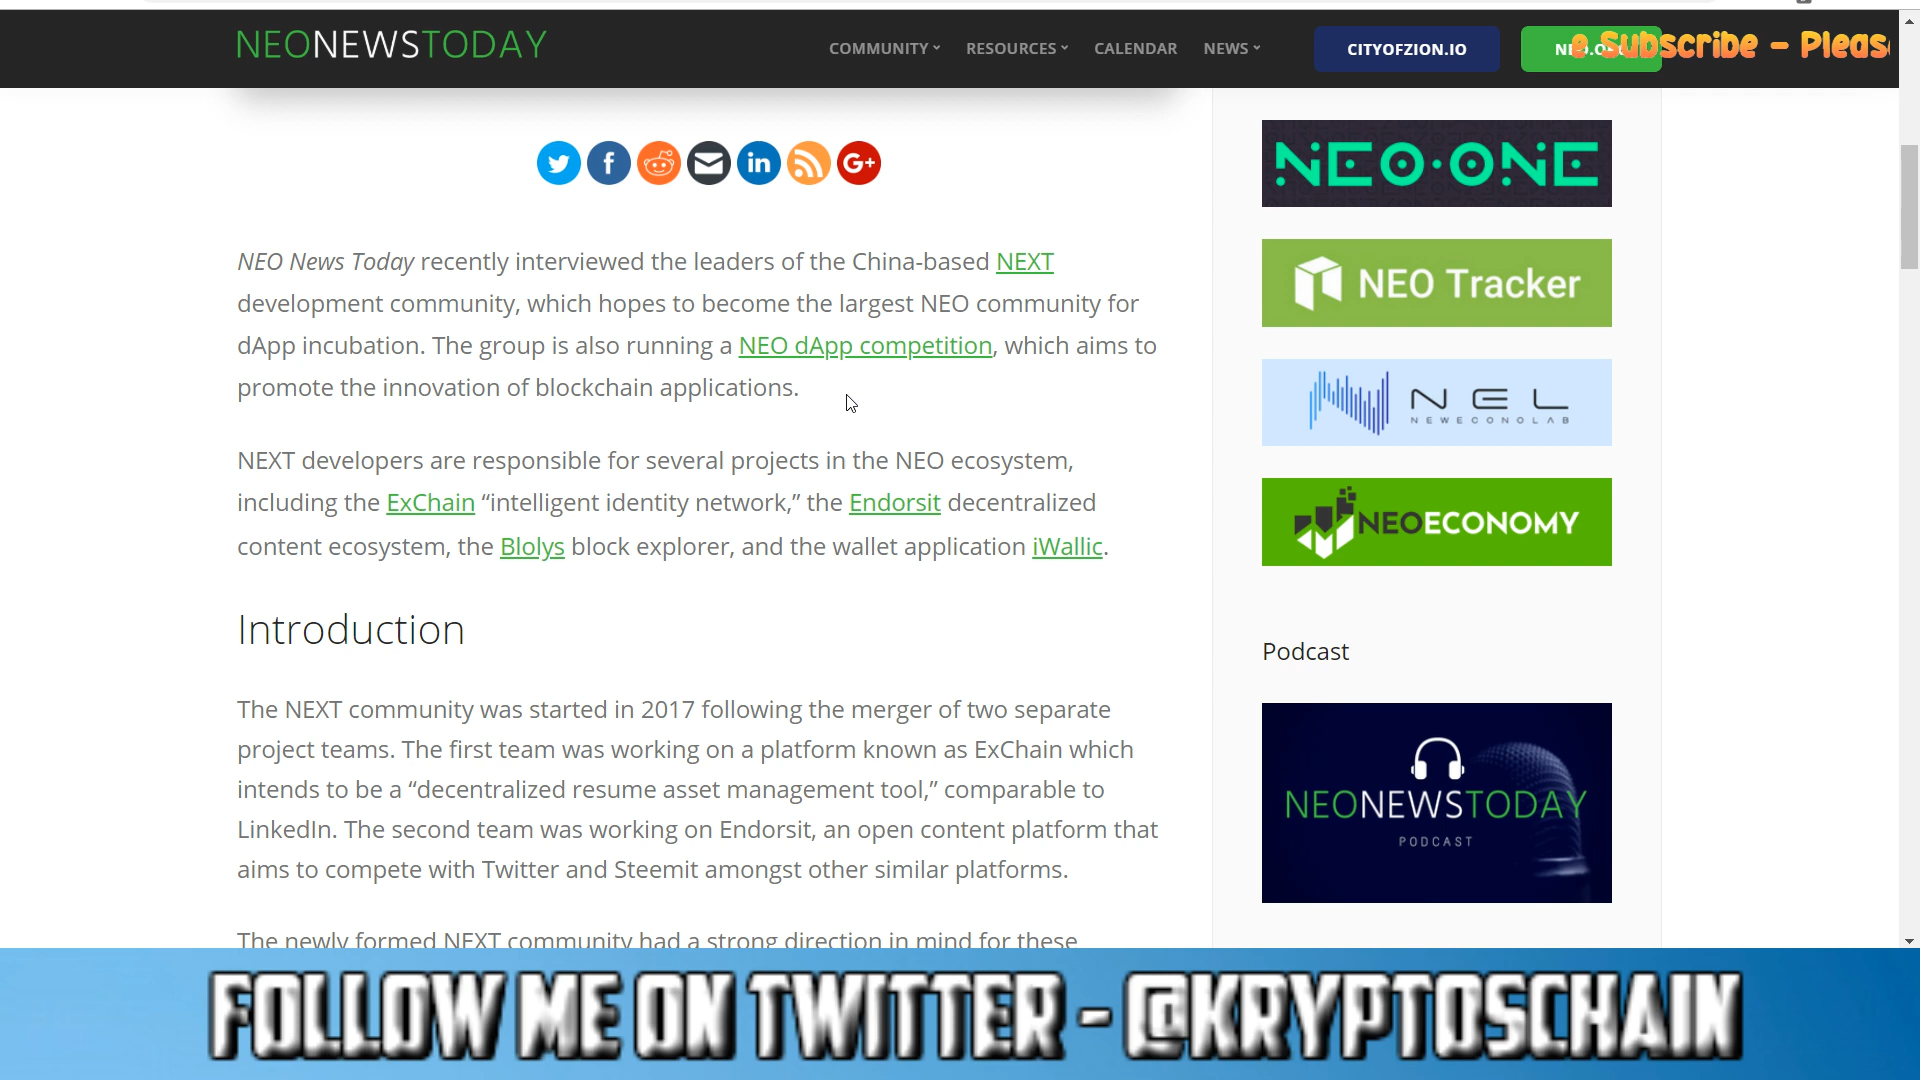 NEONEWSTODAY
COMMUNITY RESOURCES CALENDAR NEWS CITYOFZION.IO
e Subscribe - Pleas
NEO News Today recently interviewed the leaders of the China-based NEXT
development community, which hopes to become the largest NEO community for
dApp incubation. The group is also running a NEO dApp competition, which aims to
promote the innovation of blockchain applications.
NEXT developers are responsible for several projects in the NEO ecosystem,
including the ExChain “intelligent identity network,” the Endorsit decentralized
content ecosystem, the Blolys block explorer, and the wallet application iWallic.
Introduction
The NEXT community was started in 2017 following the merger of two separate
project teams. The first team was working on a platform known as ExChain which
intends to be a “decentralized resume asset management tool,” comparable to
LinkedIn. The second team was working on Endorsit, an open content platform that
aims to compete with Twitter and Steemit amongst other similar platforms.
The newly formed NEXT community had a strong direction in mind for these
NEO•ONE
NEO Tracker
NEL
NEWECONOLAB
NEOECONOMY
Podcast
NEONEWSTODAY
PODCAST
FOLLOW ME ON TWITTER - @KRYPTOSCHAIN